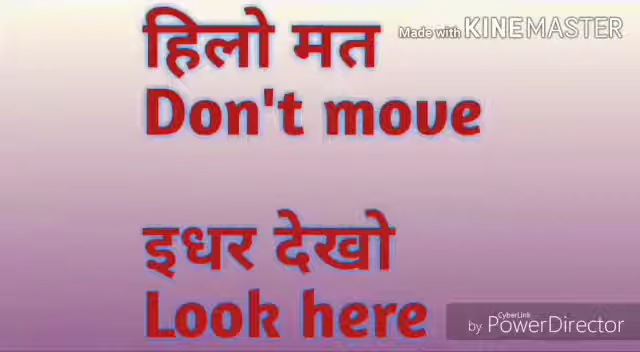 हिलो मत
Made with KINEMASTER
Don't move
इधर देखो
Look here
CyberLink
by PowerDirector